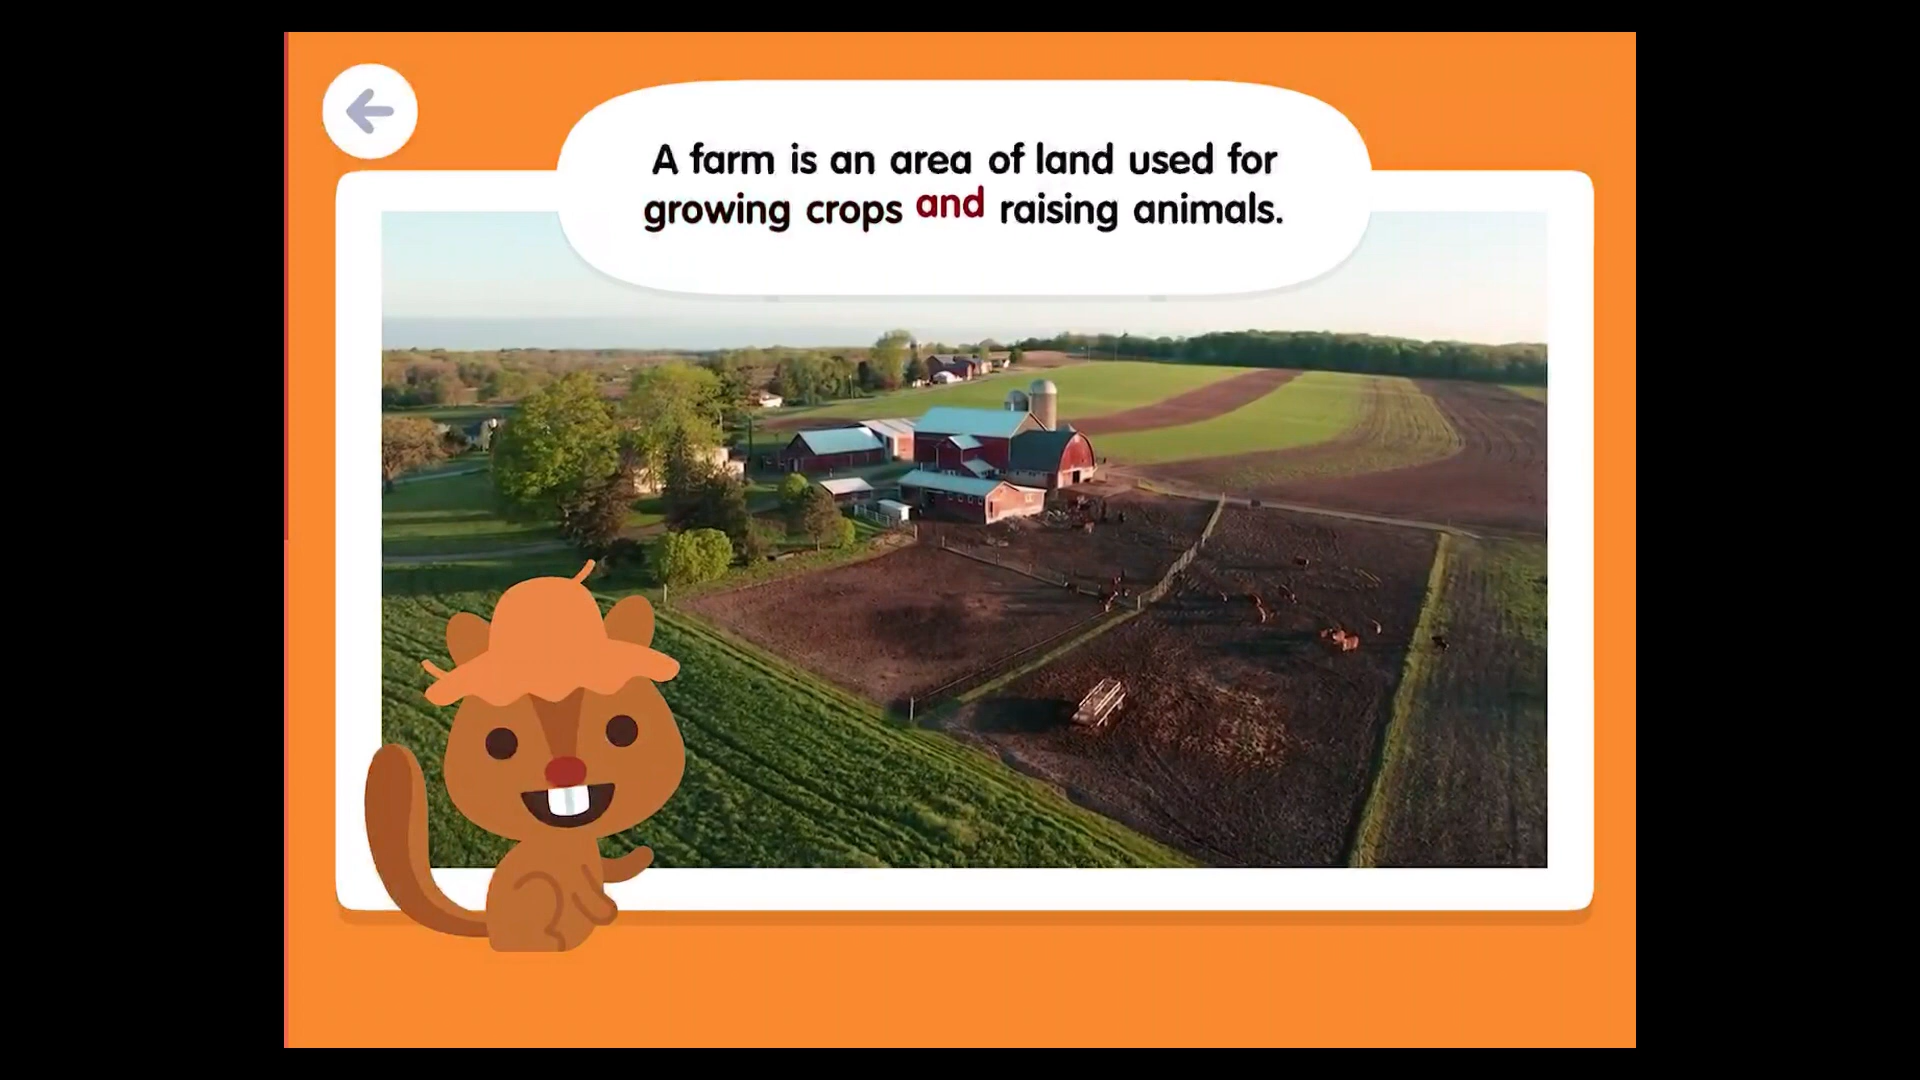 A farm is an area of land used for
growing crops and raising animals.